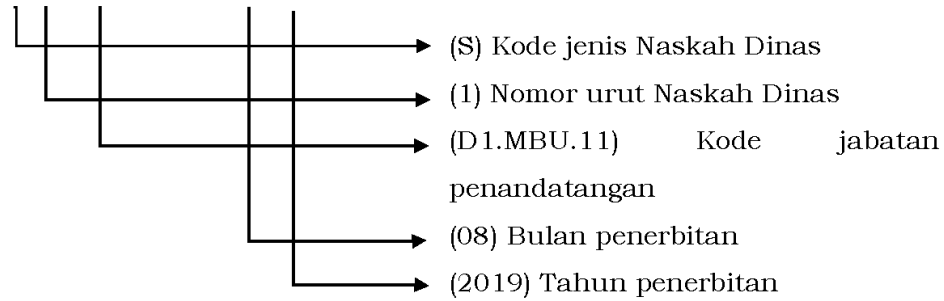 (S) Kode jenis Naskah Dinas
(1) Nomor urut Naskah Dinas
(D1.MBU.11) Kode jabatan
penandatangan
(08) Bulan penerbitan
(2019) Tahun penerbitan